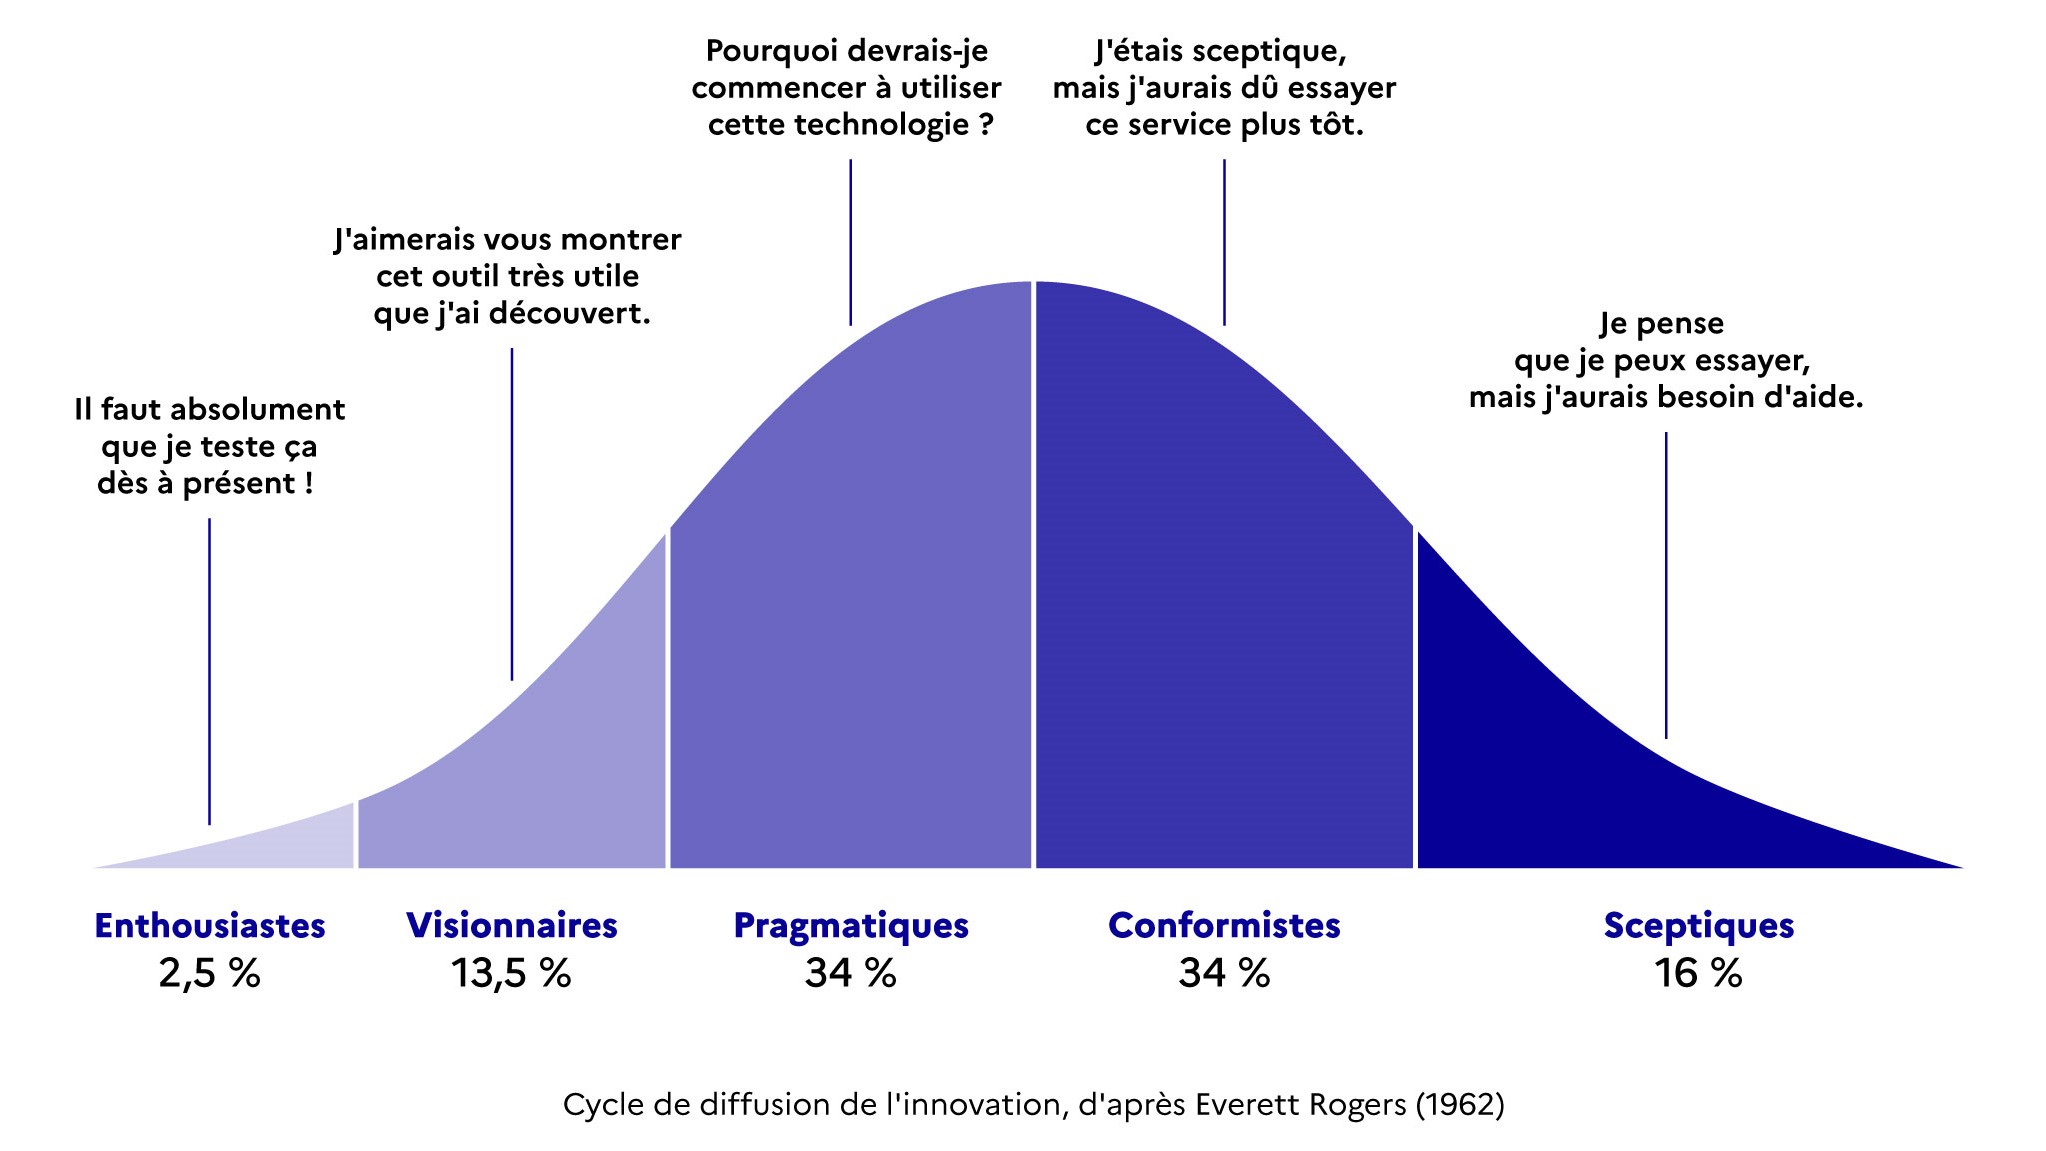 Pourquoi devrais-je
commencer à utiliser
cette technologie ?
J'étais sceptique,
mais j'aurais dû essayer
ce service plus tôt.
J'aimerais vous montrer
cet outil très utile
que j'ai découvert.
Je pense
que je peux essayer,
mais j'aurais besoin d'aide.
Il faut absolument
que je teste ça
dès à présent !
Enthousiastes
2,5 %
Visionnaires
13,5 %
Pragmatiques
34 %
Conformistes
34 %
Sceptiques
16 %
Cycle de diffusion de l'innovation, d'après Everett Rogers (1962)